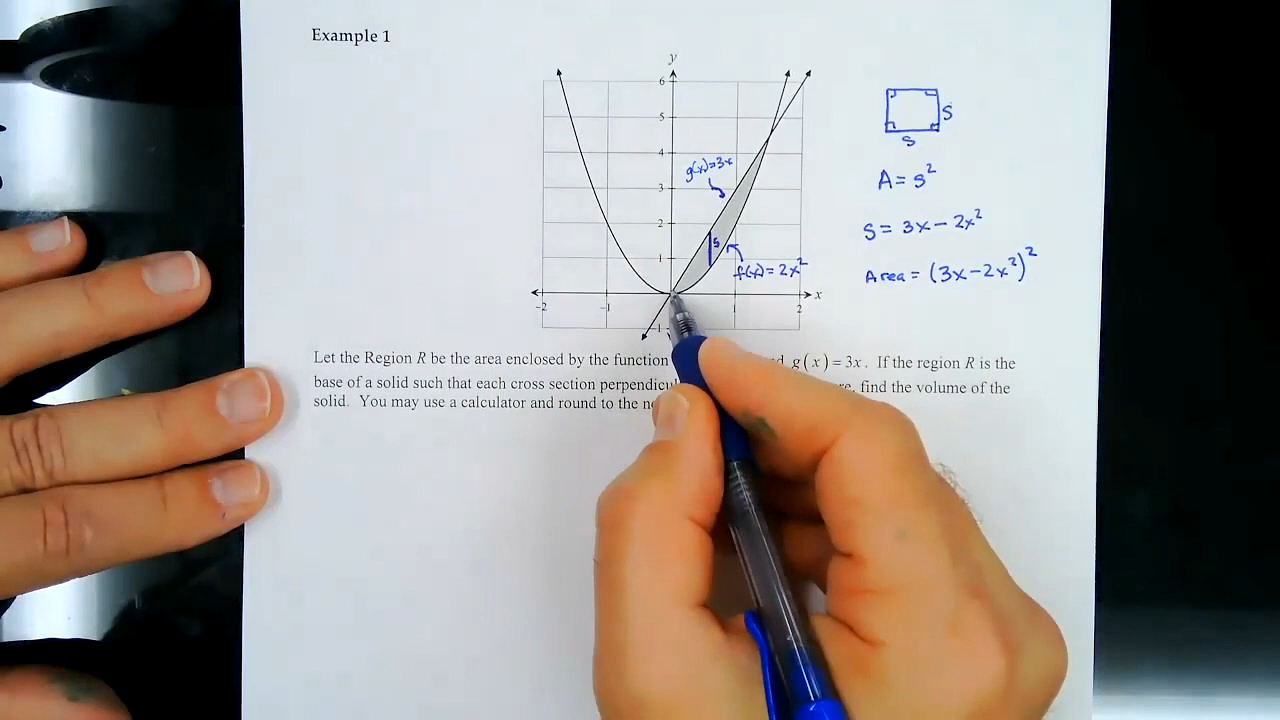 Example 1
y
6
5
4
3
2
1
-1
-2
-1
1
2
x
g(x)=3x
s
f(x) = 2x²
s
s
A = s²
s = 3x - 2x²
Area = (3x-2x²)²
Let the Region R be the area enclosed by the function g(x) = 3x. If the region R is the
base of a solid such that each cross section find the volume of the
solid. You may use a calculator and round to the